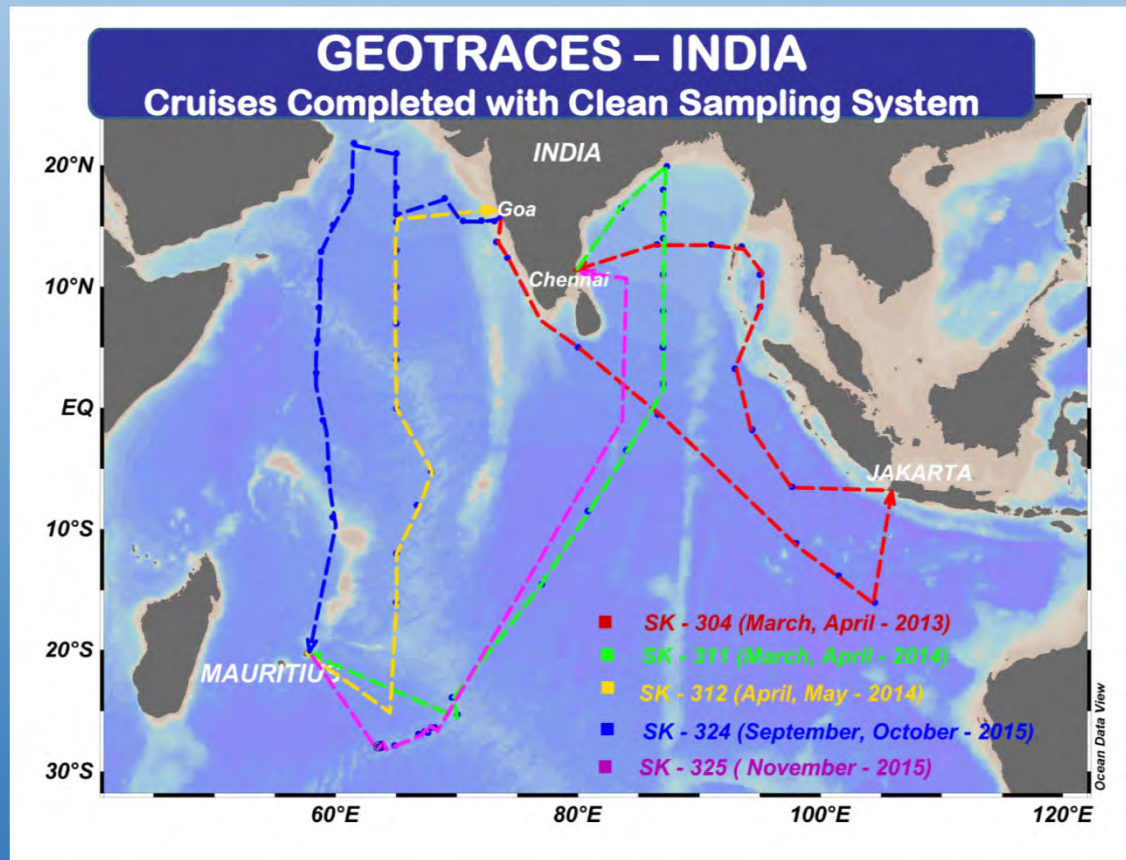 GEOTRACES – INDIA
Cruises Completed with Clean Sampling System
20°N
10°N
EQ
10°S
20°S
30°S
INDIA
Goa
Chennai
JAKARTA
MAURITIUS
SK - 304 (March, April - 2013)
SK - 311 (March, April - 2014)
SK - 312 (April, May - 2014)
SK - 324 (September, October - 2015)
SK - 325 ( November - 2015)
Ocean Data View
60°E
80°E
100°E
120°E